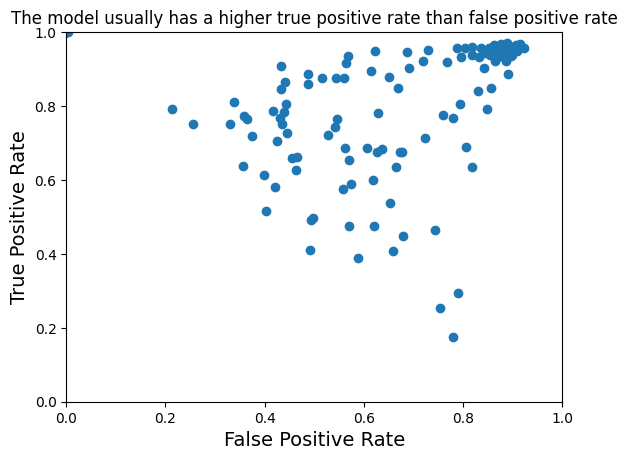 The model usually has a higher true positive rate than false positive rate
1.0
0.8
0.6
0.4
0.2
0.0
True Positive Rate
0.0 0.2 0.4 0.6 0.8 1.0
False Positive Rate